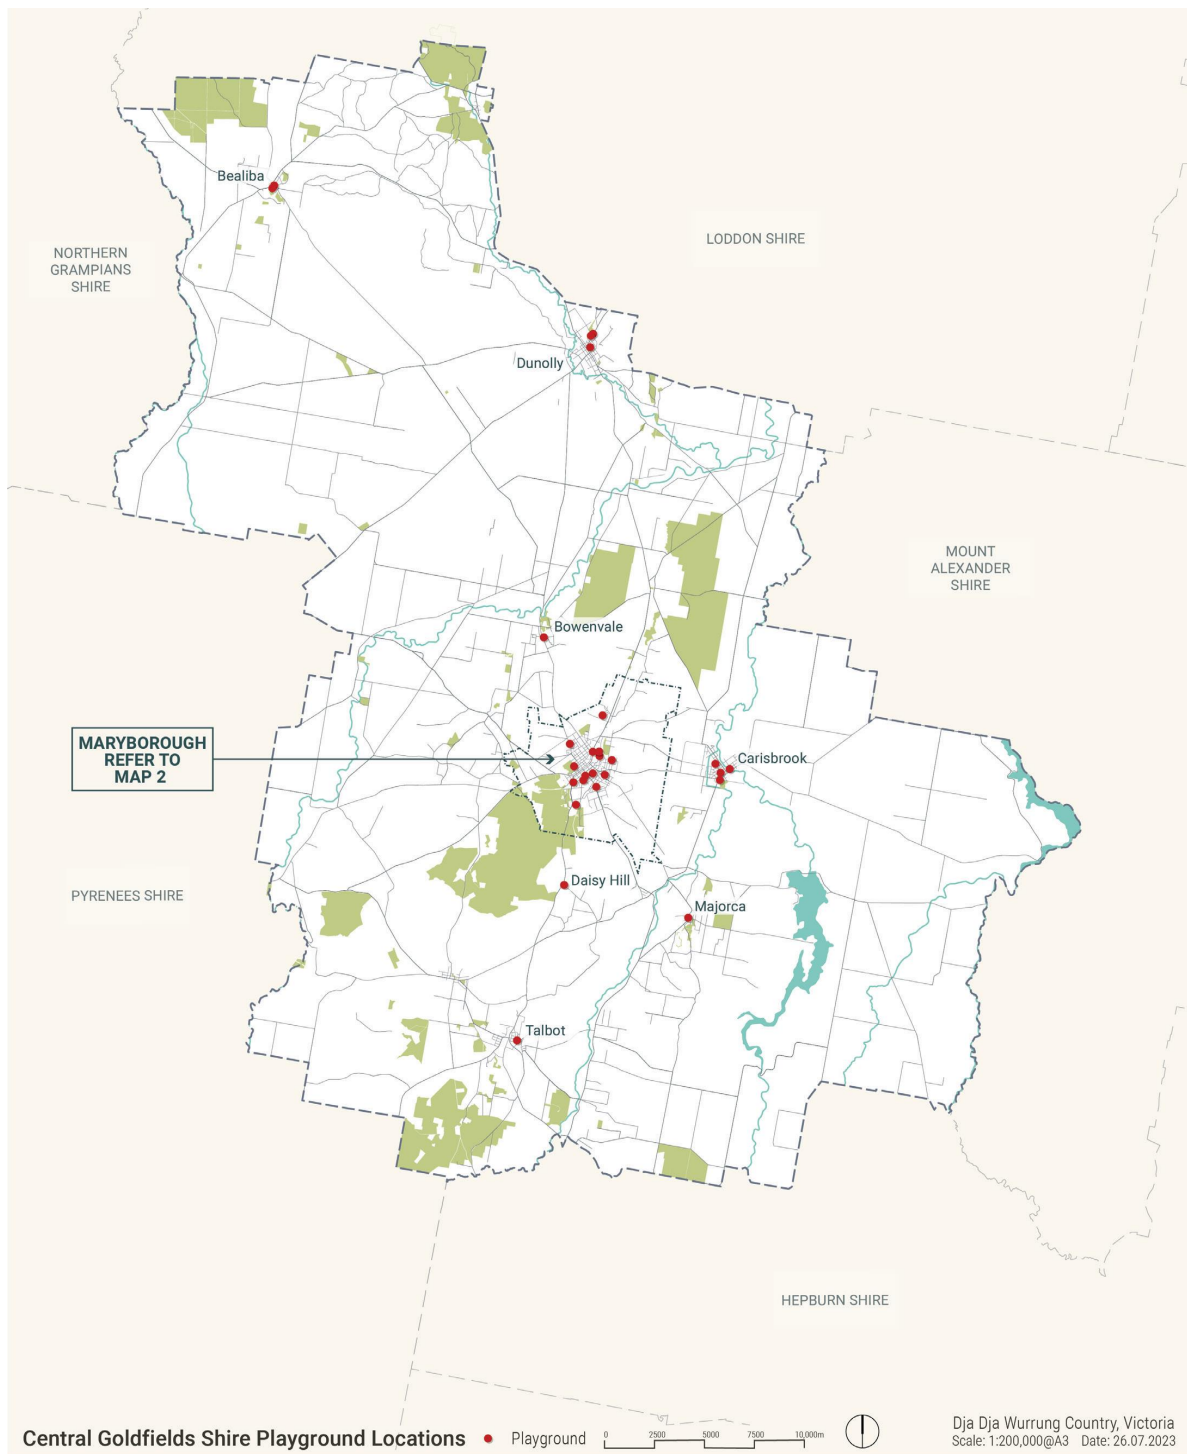 Bealiba
LODDON SHIRE
NORTHERN
GRAMPIANS
SHIRE
Dunolly
MOUNT
ALEXANDER
SHIRE
Bowenvale
MARYBOROUGH
REFER TO
MAP 2
Carisbrook
Daisy Hill
PYRENEES SHIRE
Majorca
Talbot
HEPBURN SHIRE
Central Goldfields Shire Playground Locations
Playground
0 2500 5000 7500 10,000m
Dja Dja Wurrung Country, Victoria
Scale: 1:200,000@A3 Date: 26.07.2023